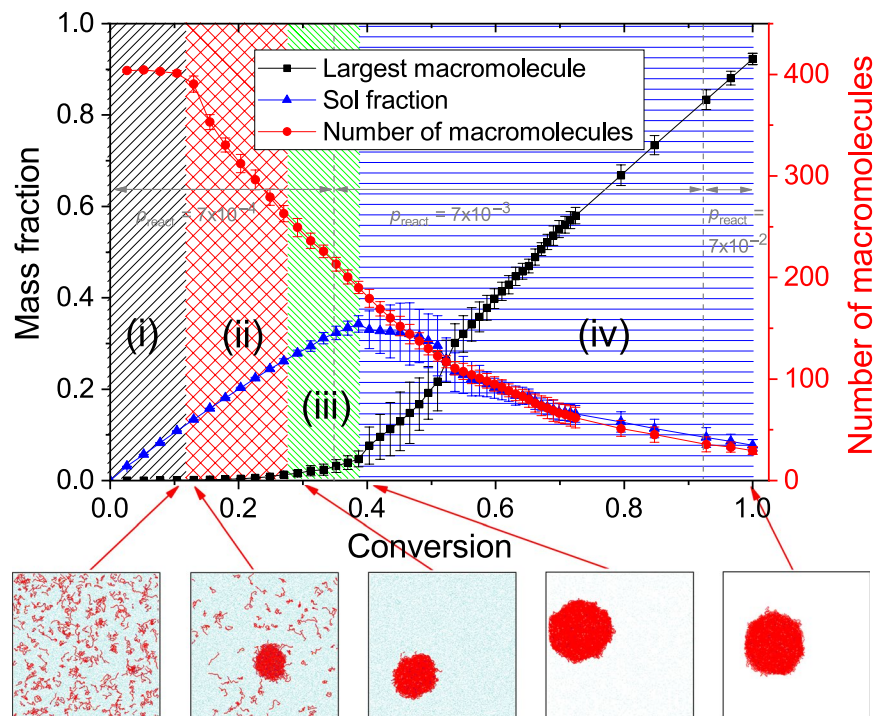 Largest macromolecule
Sol fraction
Number of macromolecules
Mass fraction
1.0
0.8
0.6
0.4
0.2
0.0
400
300
200
100
0
Number of macromolecules
p_react = 7x10^-4
p_react = 7x10^-3
p_react =
7x10^-2
(i)
(ii)
(iii)
(iv)
0.0 0.2 0.4 0.6 0.8 1.0
Conversion